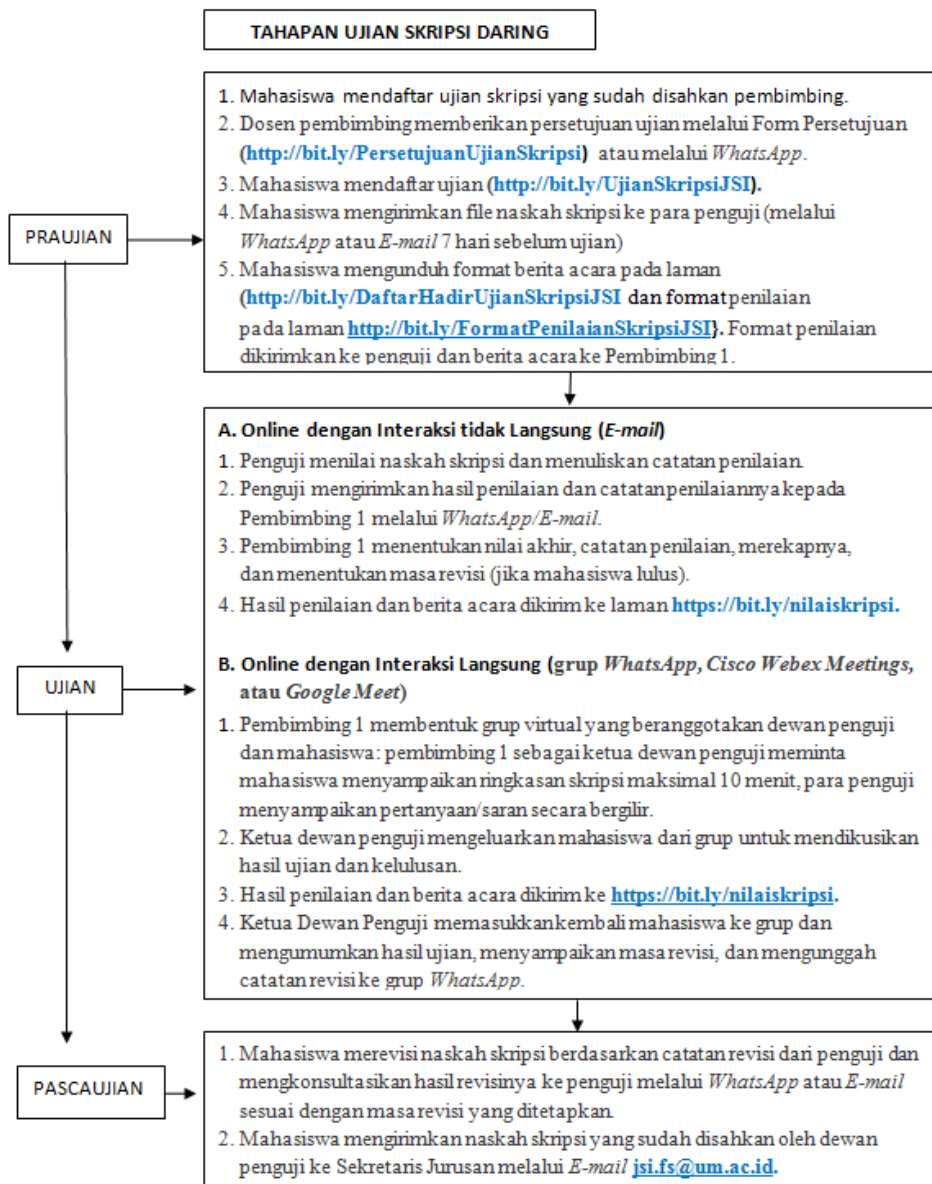 TAHAPAN UJIAN SKRIPSI DARING
PRAUJIAN
1. Mahasiswa mendaftar ujian skripsi yang sudah disahkan pembimbing.
2. Dosen pembimbing memberikan persetujuan ujian melalui Form Persetujuan
(http://bit.ly/PersetujuanUjianSkripsi) atau melalui WhatsApp.
3. Mahasiswa mendaftar ujian (http://bit.ly/UjianSkripsiJSI).
4. Mahasiswa mengirimkan file naskah skripsi ke para penguji (melalui
WhatsApp atau E-mail 7 hari sebelum ujian)
5. Mahasiswa mengunduh format berita acara pada laman
(http://bit.ly/DaftarHadirUjianSkripsiJSI dan format penilaian
pada laman http://bit.ly/FormatPenilaianSkripsiJSI}. Format penilaian
dikirimkan ke penguji dan berita acara ke Pembimbing 1.
UJIAN
A. Online dengan Interaksi tidak Langsung (E-mail)
1. Penguji menilai naskah skripsi dan menuliskan catatan penilaian.
2. Penguji mengirimkan hasil penilaian dan catatan penilaiannya kepada
Pembimbing 1 melalui WhatsApp/E-mail.
3. Pembimbing 1 menentukan nilai akhir, catatan penilaian, merekapnya,
dan menentukan masa revisi (jika mahasiswa lulus).
4. Hasil penilaian dan berita acara dikirim ke laman https://bit.ly/nilaiskripsi.
B. Online dengan Interaksi Langsung (grup WhatsApp, Cisco Webex Meetings,
atau Google Meet)
1. Pembimbing 1 membentuk grup virtual yang beranggotakan dewan penguji
dan mahasiswa: pembimbing 1 sebagai ketua dewan penguji meminta
mahasiswa menyampaikan ringkasan skripsi maksimal 10 menit, para penguji
menyampaikan pertanyaan/saran secara bergilir.
2. Ketua dewan penguji mengeluarkan mahasiswa dari grup untuk mendikusikan
hasil ujian dan kelulusan.
3. Hasil penilaian dan berita acara dikirim ke https://bit.ly/nilaiskripsi.
4. Ketua Dewan Penguji memasukkan kembali mahasiswa ke grup dan
mengumumkan hasil ujian, menyampaikan masa revisi, dan mengunggah
catatan revisi ke grup WhatsApp.
PASCAUJIAN
1. Mahasiswa merevisi naskah skripsi berdasarkan catatan revisi dari penguji dan
mengkonsultasikan hasil revisinya ke penguji melalui WhatsApp atau E-mail
sesuai dengan masa revisi yang ditetapkan.
2. Mahasiswa mengirimkan naskah skripsi yang sudah disahkan oleh dewan
penguji ke Sekretaris Jurusan melalui E-mail jsi.fs@um.ac.id.